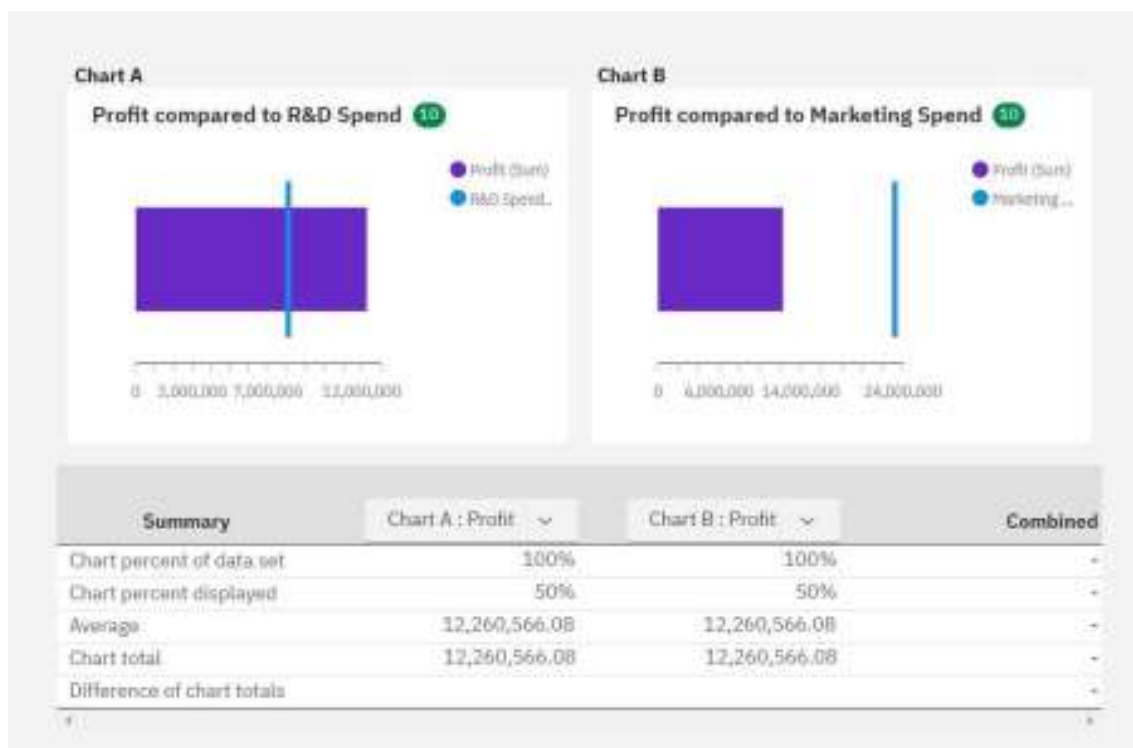 Chart A
Chart B
Profit compared to R&D Spend 10
Profit compared to Marketing Spend 10
Profit (Sum)
R&D Spend...
Profit (Sum)
Marketing ...
0 2,000,000 7,000,000 12,000,000
0 4,000,000 14,000,000 24,000,000
Summary Chart A : Profit Chart B : Profit Combined
Chart percent of data set 100% 100% -
Chart percent displayed 50% 50% -
Average 12,260,566.08 12,260,566.08 -
Chart total 12,260,566.08 12,260,566.08 -
Difference of chart totals -